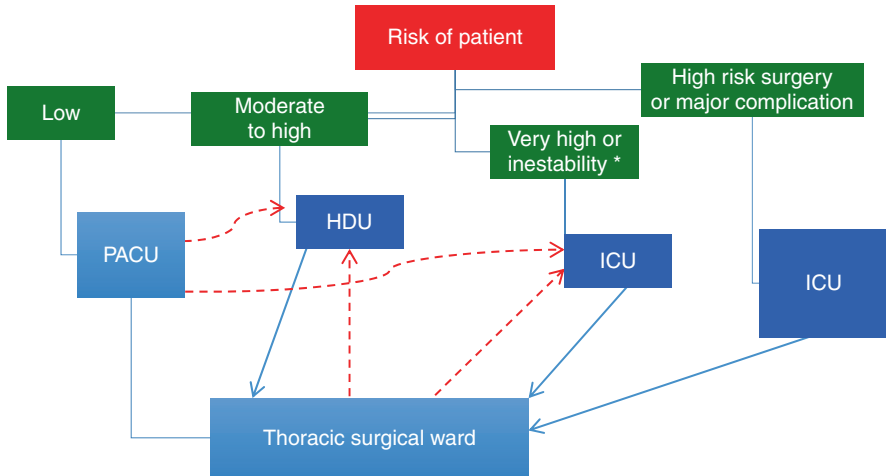 Risk of patient
High risk surgery
or major complication
Low
Moderate
to high
Very high or
inestability *
PACU
HDU
ICU
ICU
Thoracic surgical ward